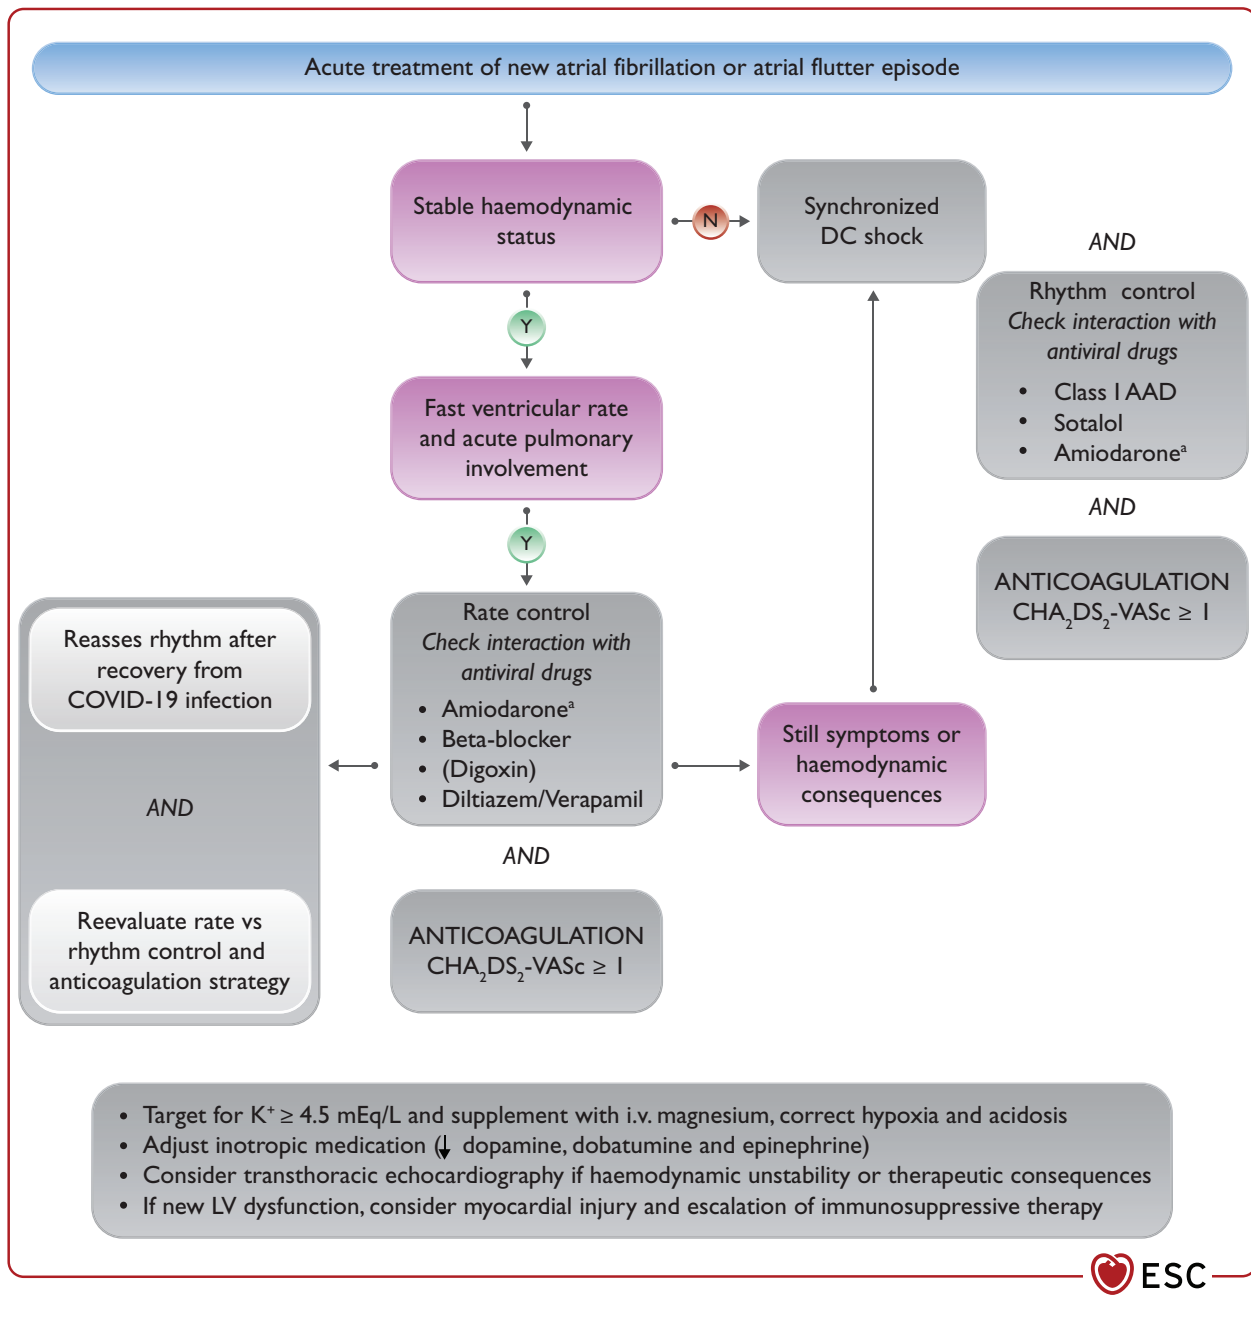 Acute treatment of new atrial fibrillation or atrial flutter episode
Stable haemodynamic
status
N
Synchronized
DC shock
AND
Rhythm control
Check interaction with
antiviral drugs
• Class I AAD
• Sotalol
• Amiodaroneᵃ
AND
ANTICOAGULATION
CHA₂DS₂-VASc ≥ 1
Y
Fast ventricular rate
and acute pulmonary
involvement
Y
Rate control
Check interaction with
antiviral drugs
• Amiodaroneᵃ
• Beta-blocker
• (Digoxin)
• Diltiazem/Verapamil
AND
ANTICOAGULATION
CHA₂DS₂-VASc ≥ 1
Still symptoms or
haemodynamic
consequences
Reasses rhythm after
recovery from
COVID-19 infection
AND
Reevaluate rate vs
rhythm control and
anticoagulation strategy
• Target for K⁺ ≥ 4.5 mEq/L and supplement with i.v. magnesium, correct hypoxia and acidosis
• Adjust inotropic medication (↓ dopamine, dobatumine and epinephrine)
• Consider transthoracic echocardiography if haemodynamic unstability or therapeutic consequences
• If new LV dysfunction, consider myocardial injury and escalation of immunosuppressive therapy
ESC